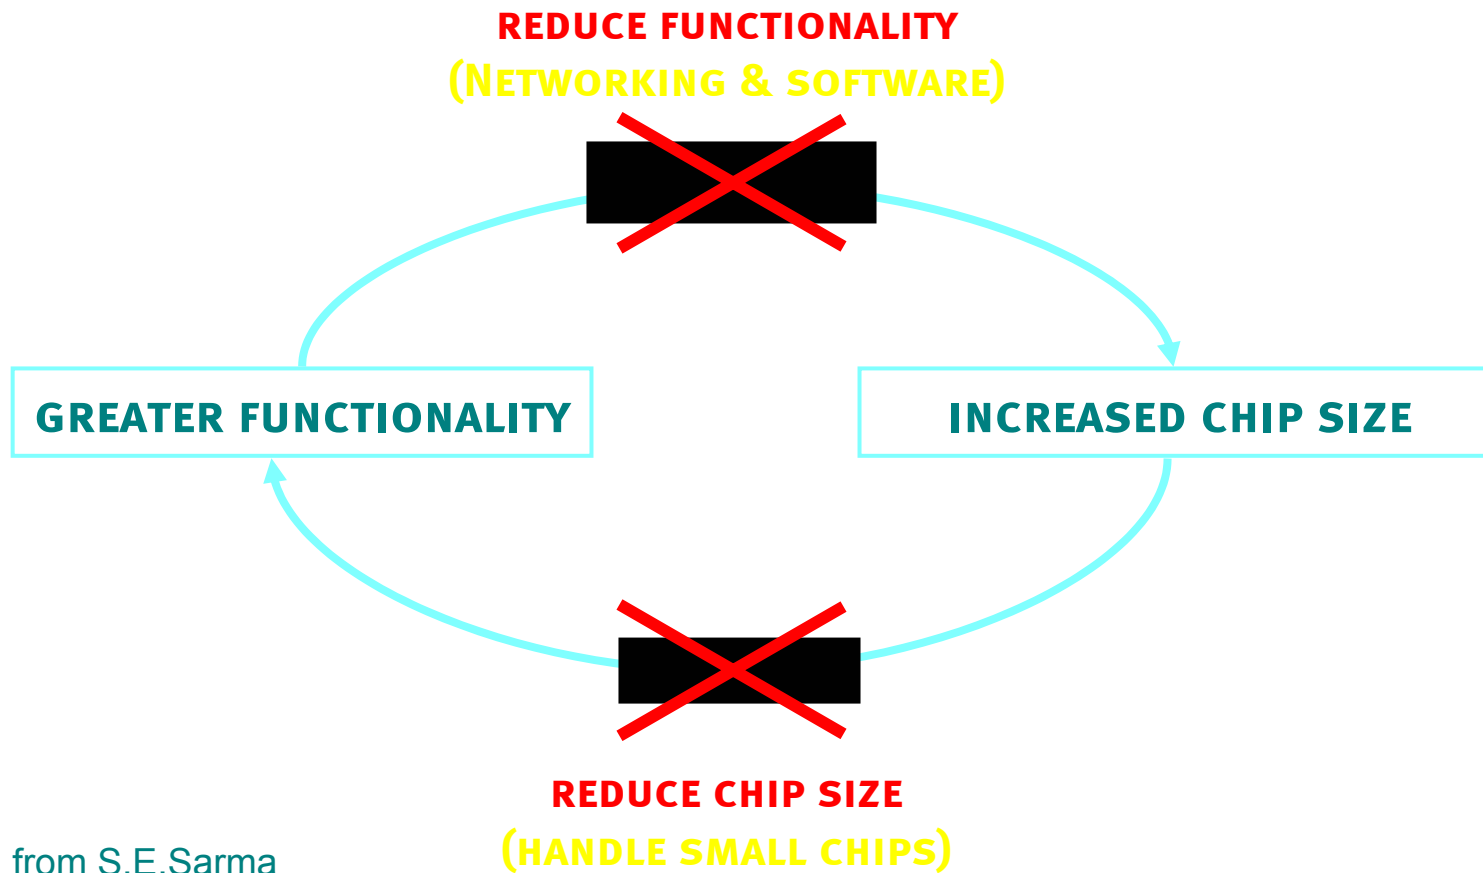 REDUCE FUNCTIONALITY
(NETWORKING & SOFTWARE)
GREATER FUNCTIONALITY
INCREASED CHIP SIZE
REDUCE CHIP SIZE
(HANDLE SMALL CHIPS)
from S.E.Sarma